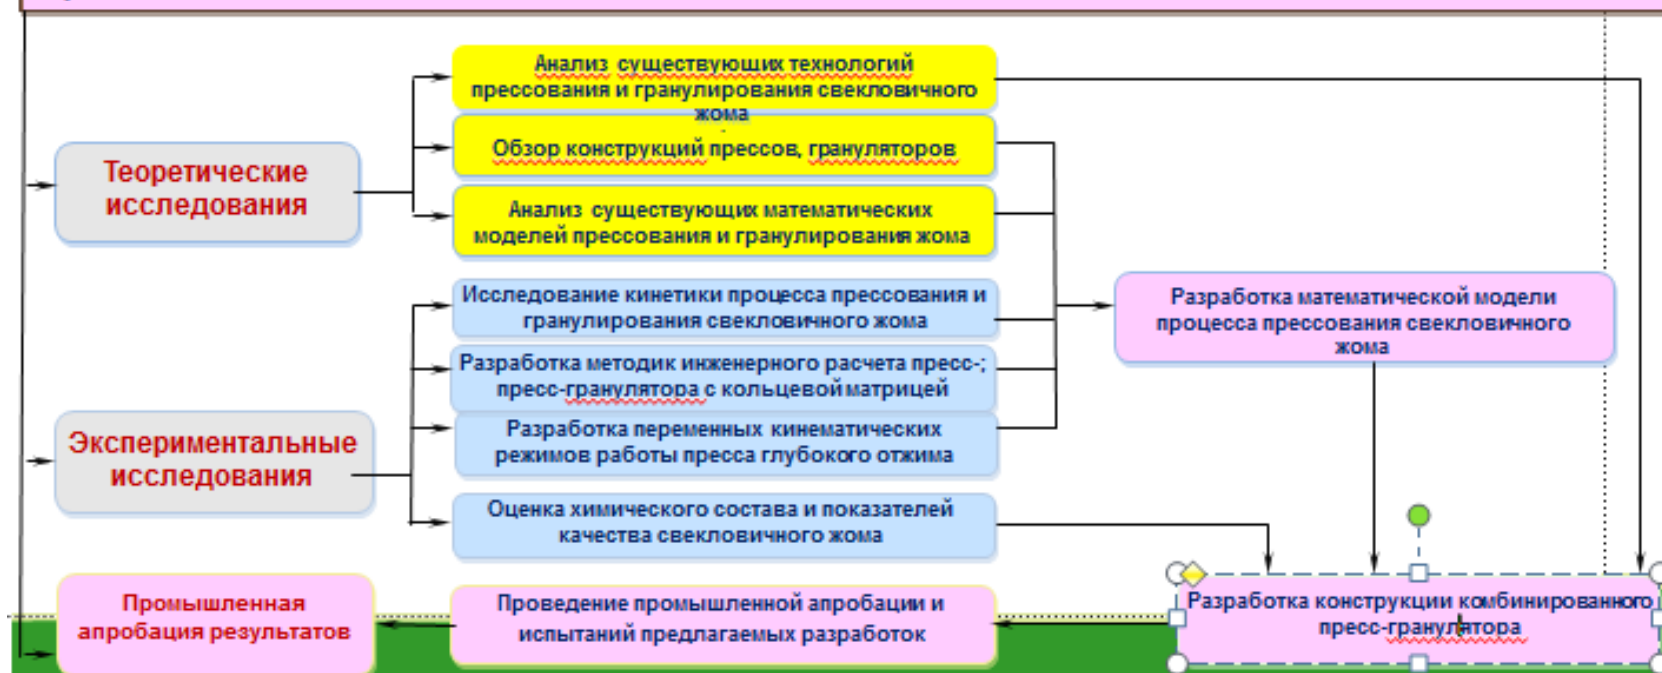 Анализ существующих технологий
прессования и гранулирования свекловичного
жома
Обзор конструкций прессов, грануляторов
Теоретические
исследования
Анализ существующих математических
моделей прессования и гранулирования жома
Исследование кинетики процесса прессования и
гранулирования свекловичного жома
Разработка математической модели
процесса прессования свекловичного
жома
Разработка методик инженерного расчета пресс-;
пресс-гранулятора с кольцевой матрицей
Экспериментальные
исследования
Разработка переменных кинематических
режимов работы пресса глубокого отжима
Оценка химического состава и показателей
качества свекловичного жома
Промышленная
апробация результатов
Проведение промышленной апробации и
испытаний предлагаемых разработок
Разработка конструкции комбинированного
пресс-гранулятора